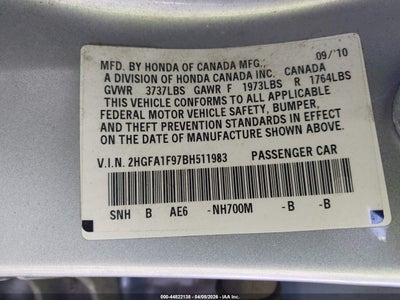 MFD. BY HONDA OF CANADA MFG.; 09/'10
A DIVISION OF HONDA CANADA INC. CANADA
GVWR 3737LBS GAWR F 1973LBS R 1764LBS
THIS VEHICLE CONFORMS TO ALL APPLICABLE
FEDERAL MOTOR VEHICLE SAFETY, BUMPER,
AND THEFT PREVENTION STANDARDS IN EFFECT
ON THE DATE OF MANUFACTURE SHOWN ABOVE.
V.I.N. 2HGFA1F97BH511983 PASSENGER CAR
SNH B AE6 -NH700M -B -B
000-44822138 - 04/09/2026 - IAAI.COM